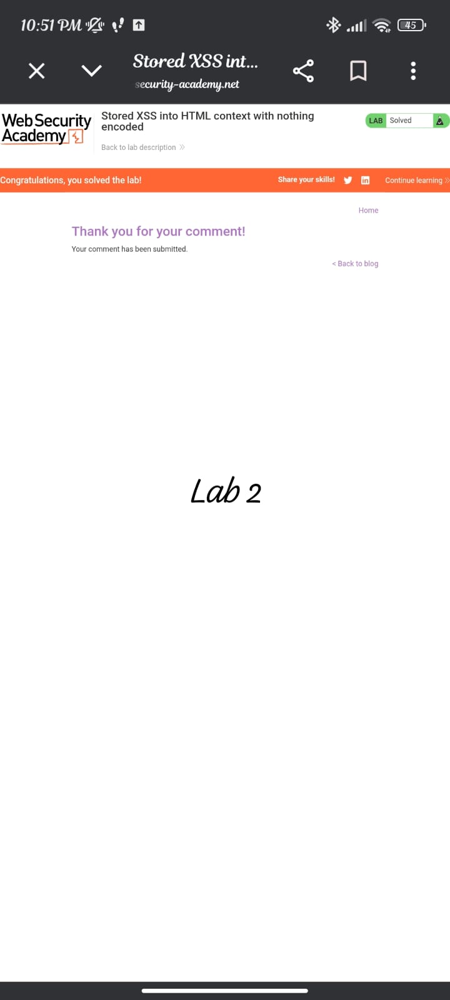 10:51 PM
45
Stored XSS int...
security-academy.net
Web Security
Academy
Stored XSS into HTML context with nothing
encoded
LAB Solved
Back to lab description »
Congratulations, you solved the lab!
Share your skills!
in
Continue learning »
Home
Thank you for your comment!
Your comment has been submitted.
< Back to blog
Lab 2